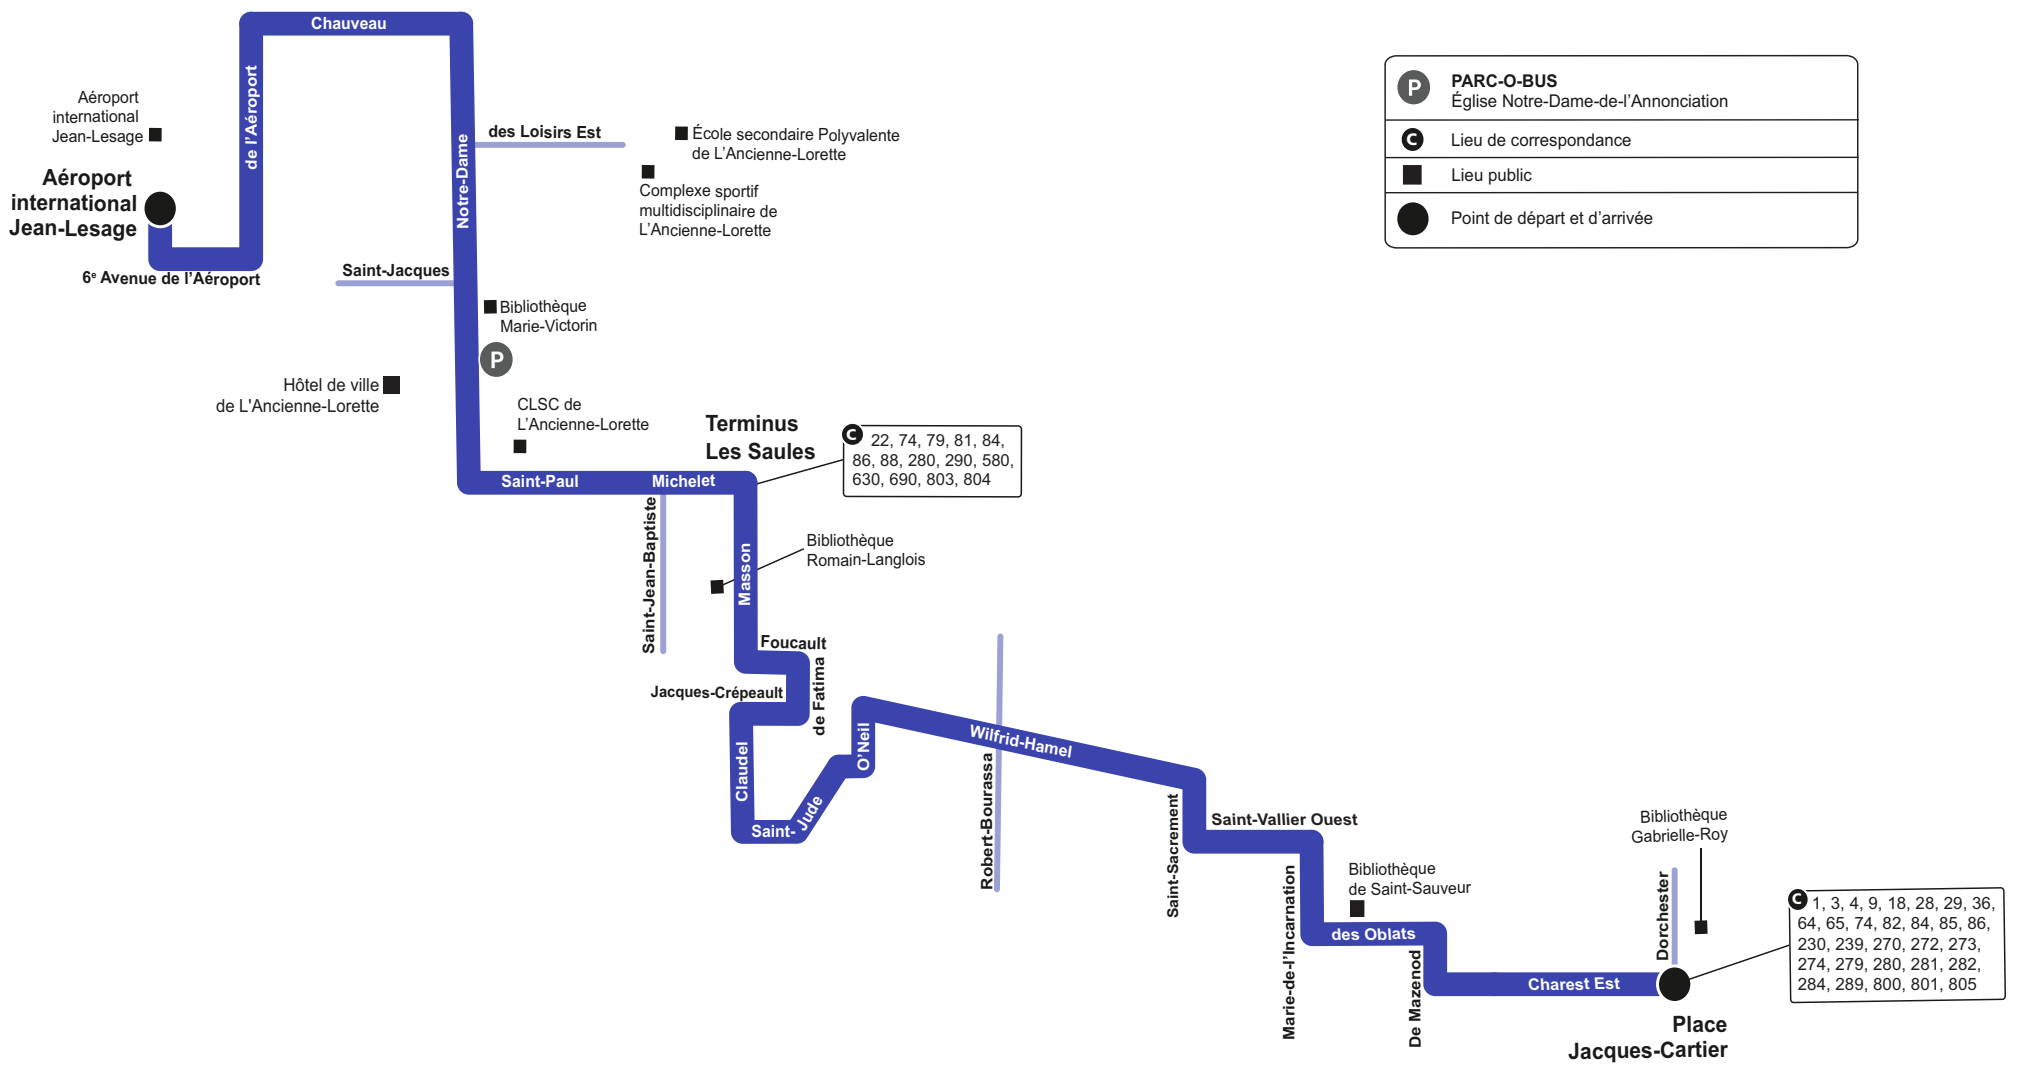 Chauveau
de l'Aéroport
Aéroport
international
Jean-Lesage
Aéroport
international
Jean-Lesage
6e Avenue de l'Aéroport
Notre-Dame
des Loisirs Est
École secondaire Polyvalente
de L'Ancienne-Lorette
Complexe sportif
multidisciplinaire de
L'Ancienne-Lorette
Saint-Jacques
Bibliothèque
Marie-Victorin
P
Hôtel de ville
de L'Ancienne-Lorette
CLSC de
L'Ancienne-Lorette
Saint-Paul
Michelet
Terminus
Les Saules
C 22, 74, 79, 81, 84,
86, 88, 280, 290, 580,
630, 690, 803, 804
Saint-Jean-Baptiste
Masson
Bibliothèque
Romain-Langlois
Foucault
de Fatima
Jacques-Crépeault
Claudel
Saint-Jude
O'Neil
Wilfrid-Hamel
Robert-Bourassa
Saint-Sacrement
Saint-Vallier Ouest
Marie-de-l'Incarnation
Bibliothèque
de Saint-Sauveur
des Oblats
De Mazenod
Charest Est
Dorchester
Bibliothèque
Gabrielle-Roy
C 1, 3, 4, 9, 18, 28, 29, 36,
64, 65, 74, 82, 84, 85, 86,
230, 239, 270, 272, 273,
274, 279, 280, 281, 282,
284, 289, 800, 801, 805
Place
Jacques-Cartier
P PARC-O-BUS
Église Notre-Dame-de-l'Annonciation
C Lieu de correspondance
Lieu public
Point de départ et d'arrivée